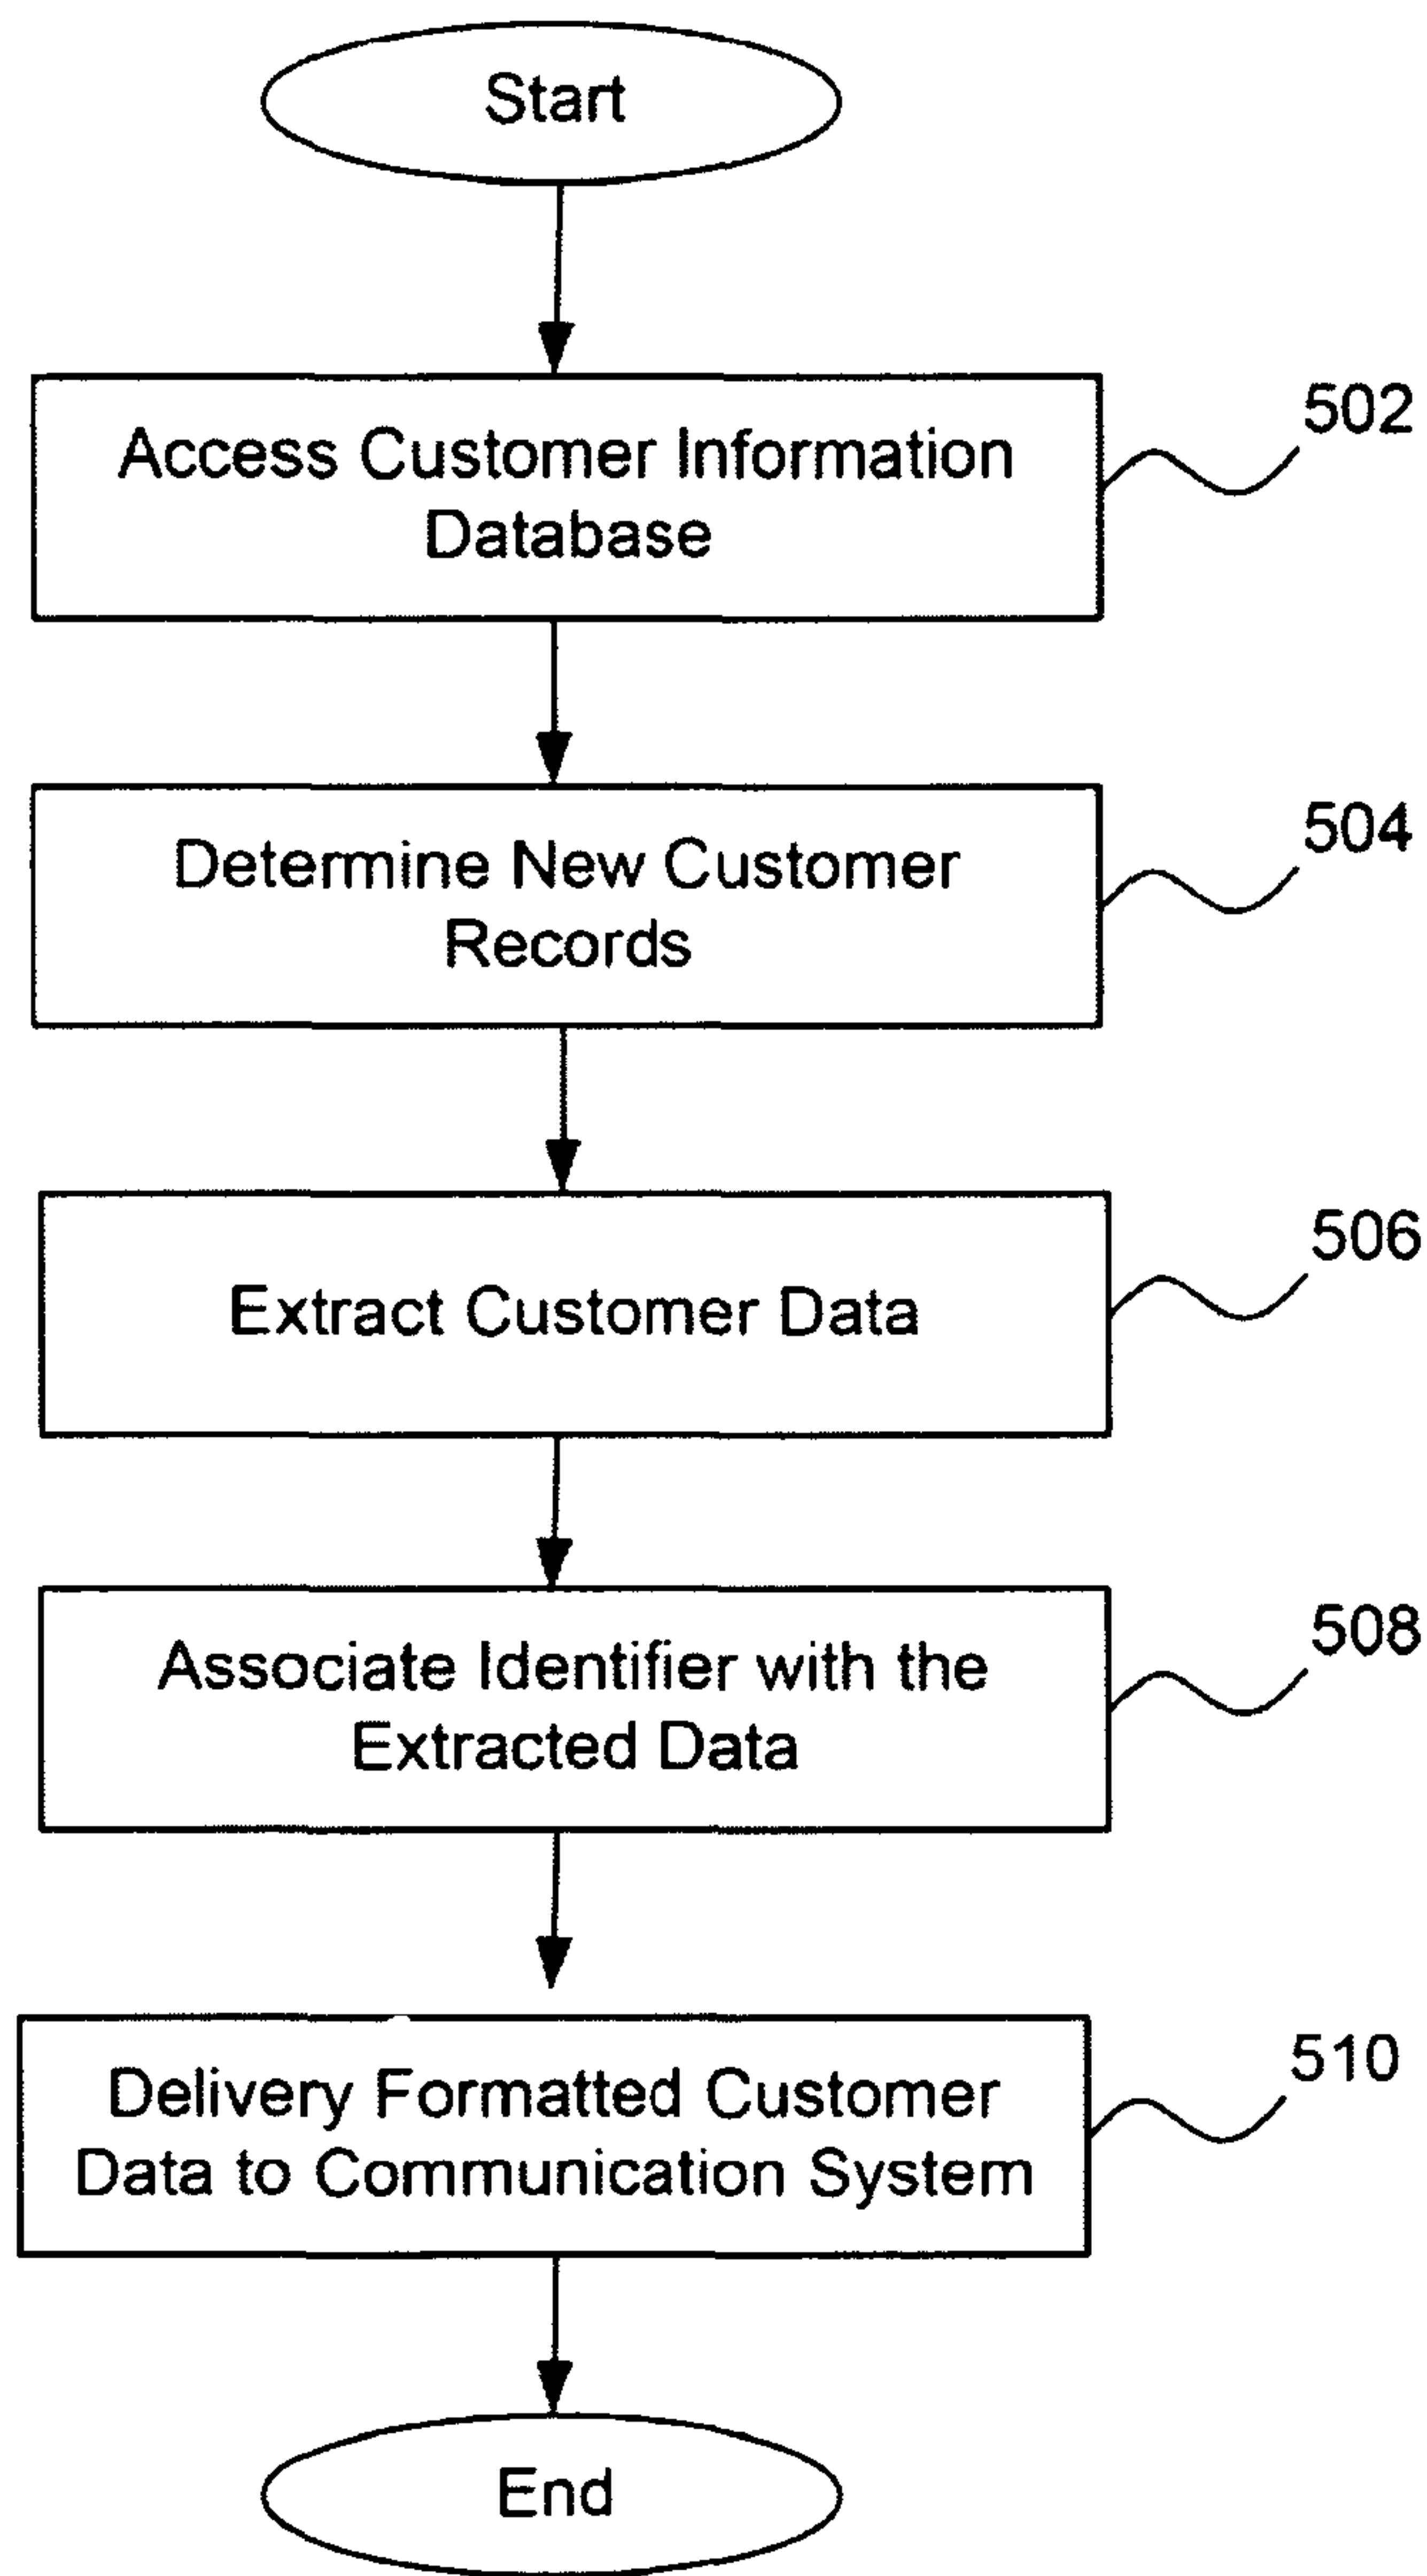 Start
Access Customer Information
Database
502
Determine New Customer
Records
504
Extract Customer Data
506
Associate Identifier with the
Extracted Data
508
Delivery Formatted Customer
Data to Communication System
510
End